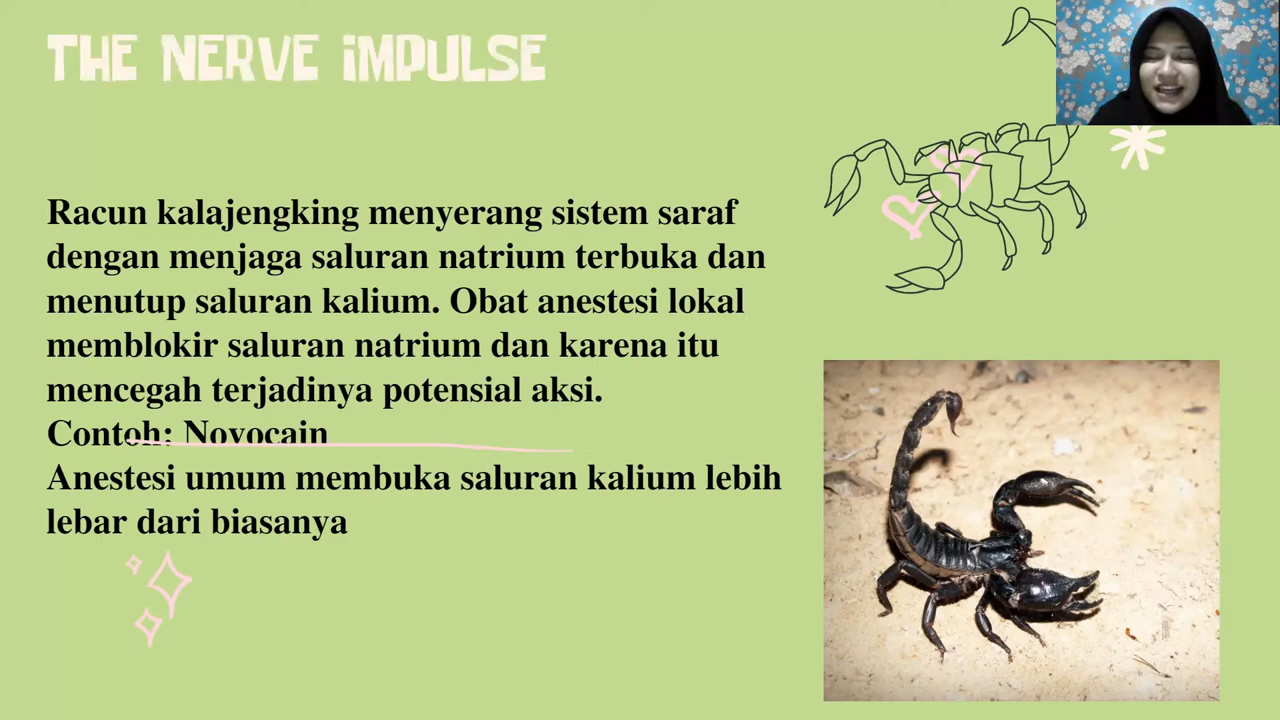 THE NERVE iMPULSE
Racun kalajengking menyerang sistem saraf
dengan menjaga saluran natrium terbuka dan
menutup saluran kalium. Obat anestesi lokal
memblokir saluran natrium dan karena itu
mencegah terjadinya potensial aksi.
Contoh: Novocain
Anestesi umum membuka saluran kalium lebih
lebar dari biasanya